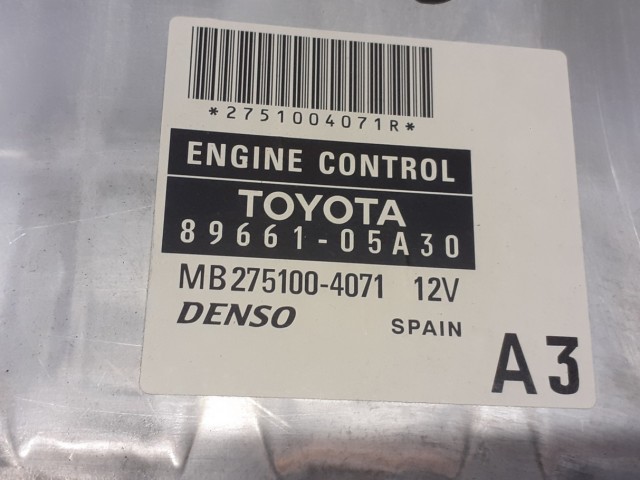 *2751004071R*
ENGINE CONTROL
TOYOTA
89661-05A30
MB275100-4071 12V
DENSO SPAIN
A3